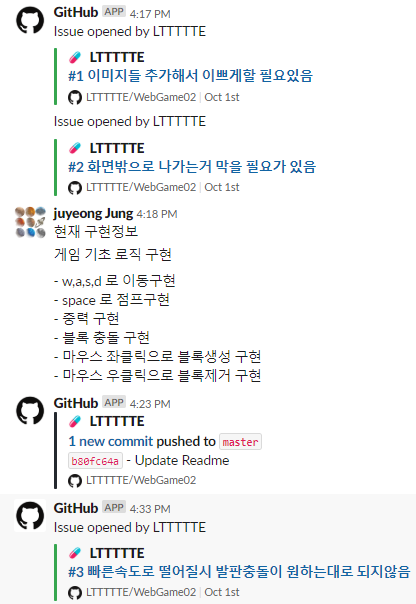 GitHub APP 4:17 PM
Issue opened by LTTTTTE
LTTTTTE
#1 이미지들 추가해서 이쁘게할 필요있음
LTTTTTE/WebGame02 | Oct 1st
Issue opened by LTTTTTE
LTTTTTE
#2 화면밖으로 나가는거 막을 필요가 있음
LTTTTTE/WebGame02 | Oct 1st
juyeong Jung 4:18 PM
현재 구현정보
게임 기초 로직 구현
- w,a,s,d 로 이동구현
- space 로 점프구현
- 중력 구현
- 블록 충돌 구현
- 마우스 좌클릭으로 블록생성 구현
- 마우스 우클릭으로 블록제거 구현
GitHub APP 4:23 PM
LTTTTTE
1 new commit pushed to master
b80fc64a - Update Readme
LTTTTTE/WebGame02
GitHub APP 4:33 PM
Issue opened by LTTTTTE
LTTTTTE
#3 빠른속도로 떨어질시 발판충돌이 원하는대로 되지않음
LTTTTTE/WebGame02 | Oct 1st